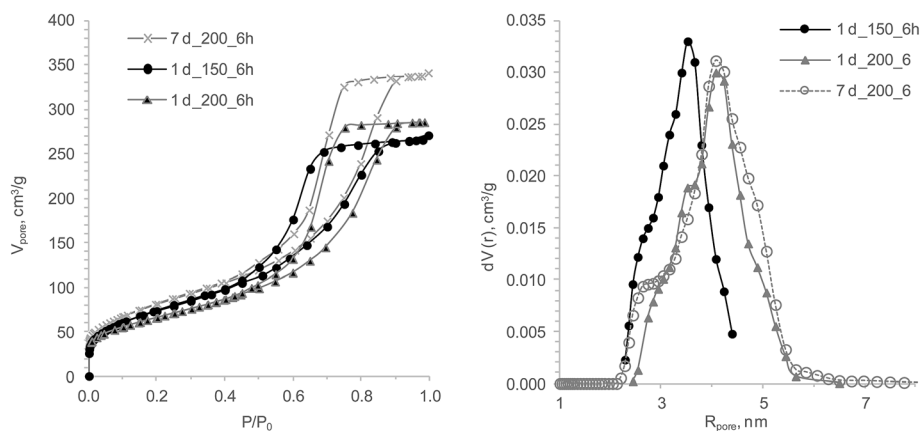 400
350
300
250
200
150
100
50
0
V pore, cm³/g
0.0 0.2 0.4 0.6 0.8 1.0
P/P₀
7 d_200_6h
1 d_150_6h
1 d_200_6h
0.035
0.030
0.025
0.020
0.015
0.010
0.005
0.000
dV (r), cm³/g
1 3 5 7
R pore, nm
1 d_150_6h
1 d_200_6
7 d_200_6